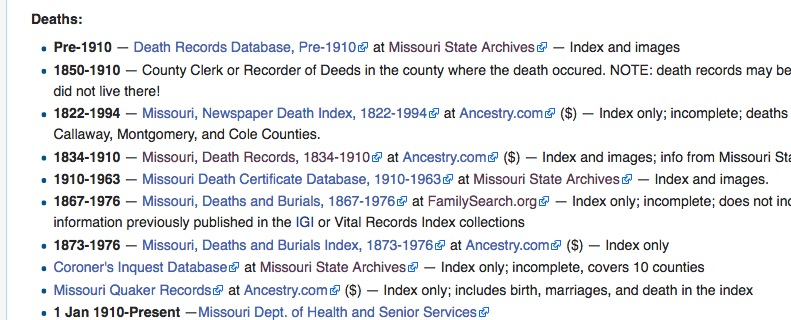 Deaths:
Pre-1910 — Death Records Database, Pre-1910 at Missouri State Archives — Index and images
1850-1910 — County Clerk or Recorder of Deeds in the county where the death occured. NOTE: death records may be
did not live there!
1822-1994 — Missouri, Newspaper Death Index, 1822-1994 at Ancestry.com ($) — Index only; incomplete; deaths
Callaway, Montgomery, and Cole Counties.
1834-1910 — Missouri, Death Records, 1834-1910 at Ancestry.com ($) — Index and images; info from Missouri Sta
1910-1963 — Missouri Death Certificate Database, 1910-1963 at Missouri State Archives — Index and images.
1867-1976 — Missouri, Deaths and Burials, 1867-1976 at FamilySearch.org — Index only; incomplete; does not inc
information previously published in the IGI or Vital Records Index collections
1873-1976 — Missouri, Deaths and Burials Index, 1873-1976 at Ancestry.com ($) — Index only
Coroner's Inquest Database at Missouri State Archives — Index only; incomplete, covers 10 counties
Missouri Quaker Records at Ancestry.com ($) — Index only; includes birth, marriages, and death in the index
1 Jan 1910-Present —Missouri Dept. of Health and Senior Services